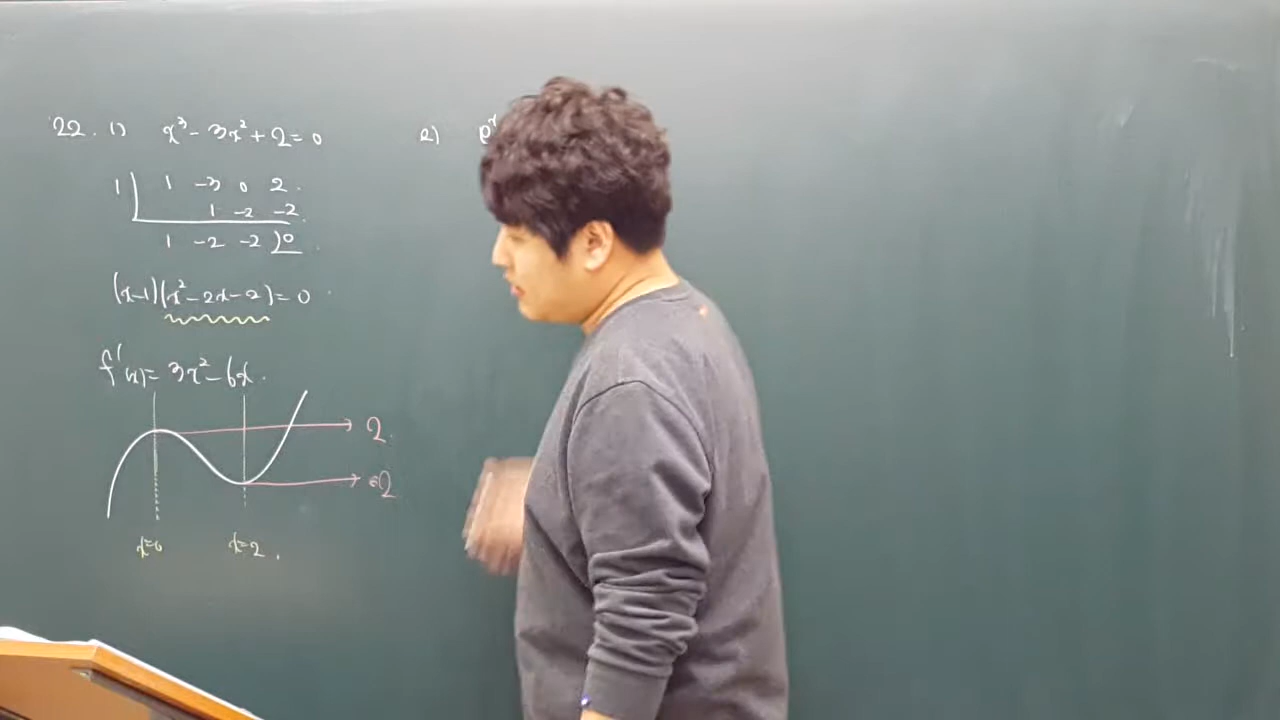 22. 1) x³ - 3x² + 2 = 0
1 | 1 -3 0 2
1 -2 -2
1 -2 -2 ) 0
(x-1)(x²-2x-2) = 0
f'(x) = 3x² - 6x
2
-2
x=0 x=2
2) e^x